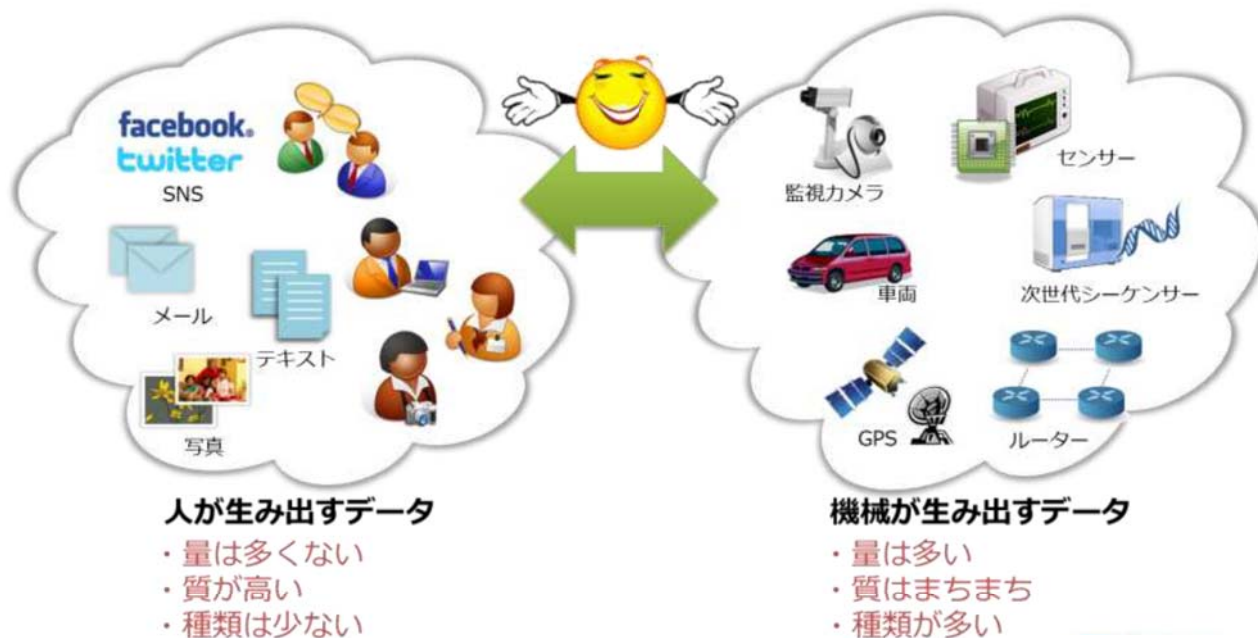 facebook.
twitter
SNS
メール
テキスト
写真
監視カメラ
センサー
車両
次世代シーケンサー
GPS
ルーター
人が生み出すデータ
・量は多くない
・質が高い
・種類は少ない
機械が生み出すデータ
・量は多い
・質はまちまち
・種類が多い